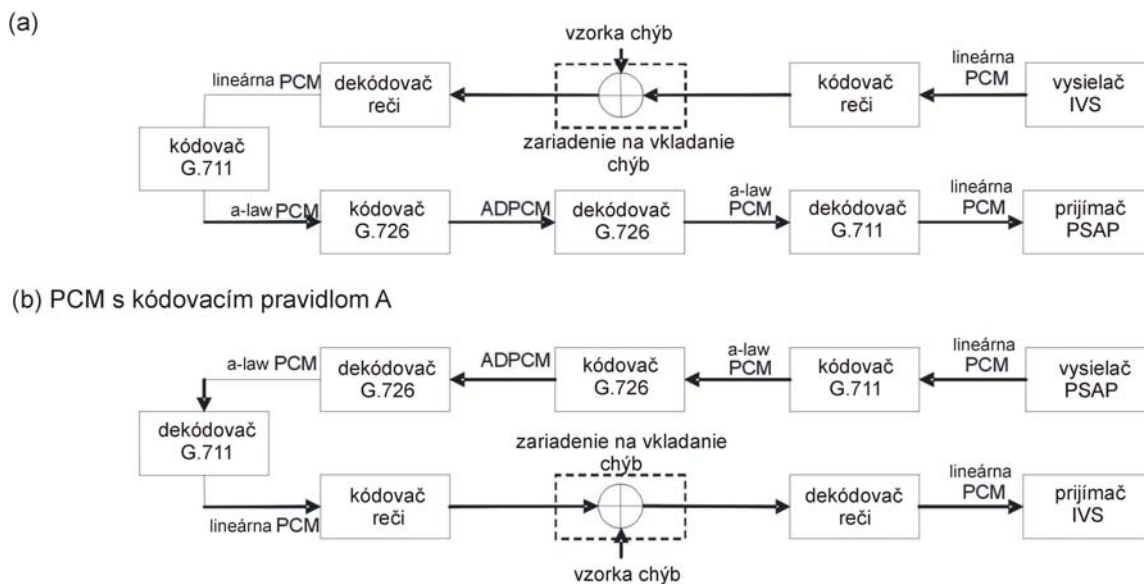 (a)
vzorka chýb
lineárna PCM
dekódovač
reči
kódovač
reči
lineárna
PCM
vysielač
IVS
zariadenie na vkladanie
chýb
kódovač
G.711
a-law PCM
kódovač
G.726
ADPCM
dekódovač
G.726
a-law
PCM
dekódovač
G.711
lineárna
PCM
prijímač
PSAP
(b) PCM s kódovacím pravidlom A
a-law PCM
dekódovač
G.726
ADPCM
kódovač
G.726
a-law
PCM
kódovač
G.711
lineárna
PCM
vysielač
PSAP
dekódovač
G.711
zariadenie na vkladanie
chýb
lineárna PCM
kódovač
reči
dekódovač
reči
lineárna
PCM
prijímač
IVS
vzorka chýb